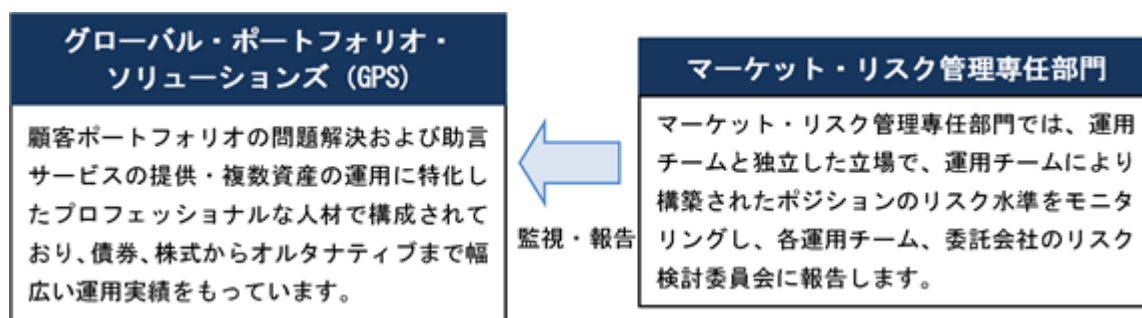 グローバル・ポートフォリオ・
ソリューションズ (GPS)
顧客ポートフォリオの問題解決および助言
サービスの提供・複数資産の運用に特化し
たプロフェッショナルな人材で構成されて
おり、債券、株式からオルタナティブまで幅
広い運用実績をもっています。
監視・報告
マーケット・リスク管理専任部門
マーケット・リスク管理専任部門では、運用
チームと独立した立場で、運用チームにより
構築されたポジションのリスク水準をモニタ
リングし、各運用チーム、委託会社のリスク
検討委員会に報告します。